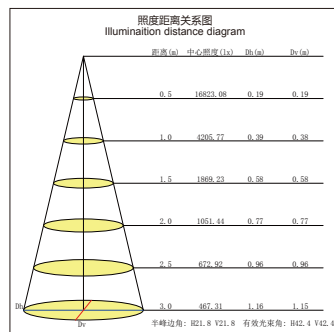 照度距离关系图
Illuminaition distance diagram
距离(m) 中心照度(lx) Dh(m) Dv(m)
0.5 16823.08 0.19 0.19
1.0 4205.77 0.39 0.38
1.5 1869.23 0.58 0.58
2.0 1051.44 0.77 0.77
2.5 672.92 0.96 0.96
Dh 3.0 467.31 1.16 1.15
Dv 半峰边角: H21.8 V21.8 有效光束角: H42.4 V42.4